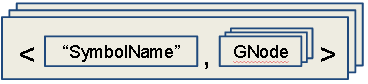 < “SymbolName” , GNode >